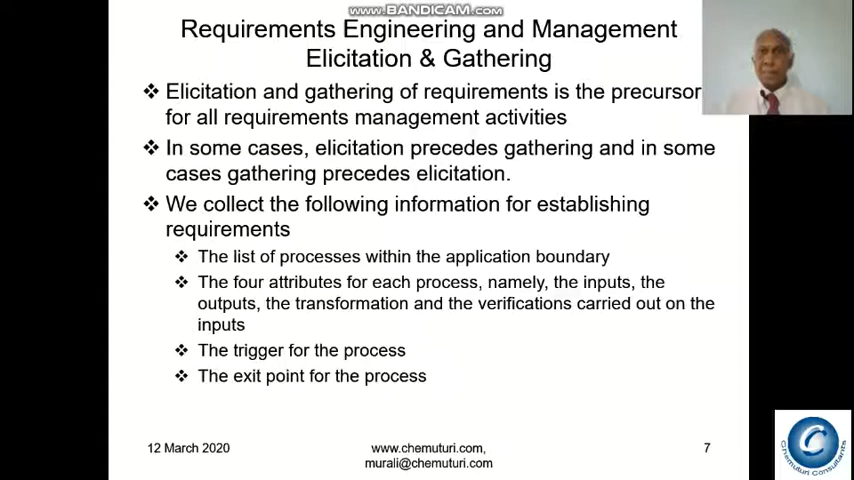 www.BANDICAM.com
Requirements Engineering and Management
Elicitation & Gathering
❖ Elicitation and gathering of requirements is the precursor
for all requirements management activities
❖ In some cases, elicitation precedes gathering and in some
cases gathering precedes elicitation.
❖ We collect the following information for establishing
requirements
❖ The list of processes within the application boundary
❖ The four attributes for each process, namely, the inputs, the
outputs, the transformation and the verifications carried out on the
inputs
❖ The trigger for the process
❖ The exit point for the process
12 March 2020
www.chemuturi.com,
murali@chemuturi.com
7
Chemuturi Consultants